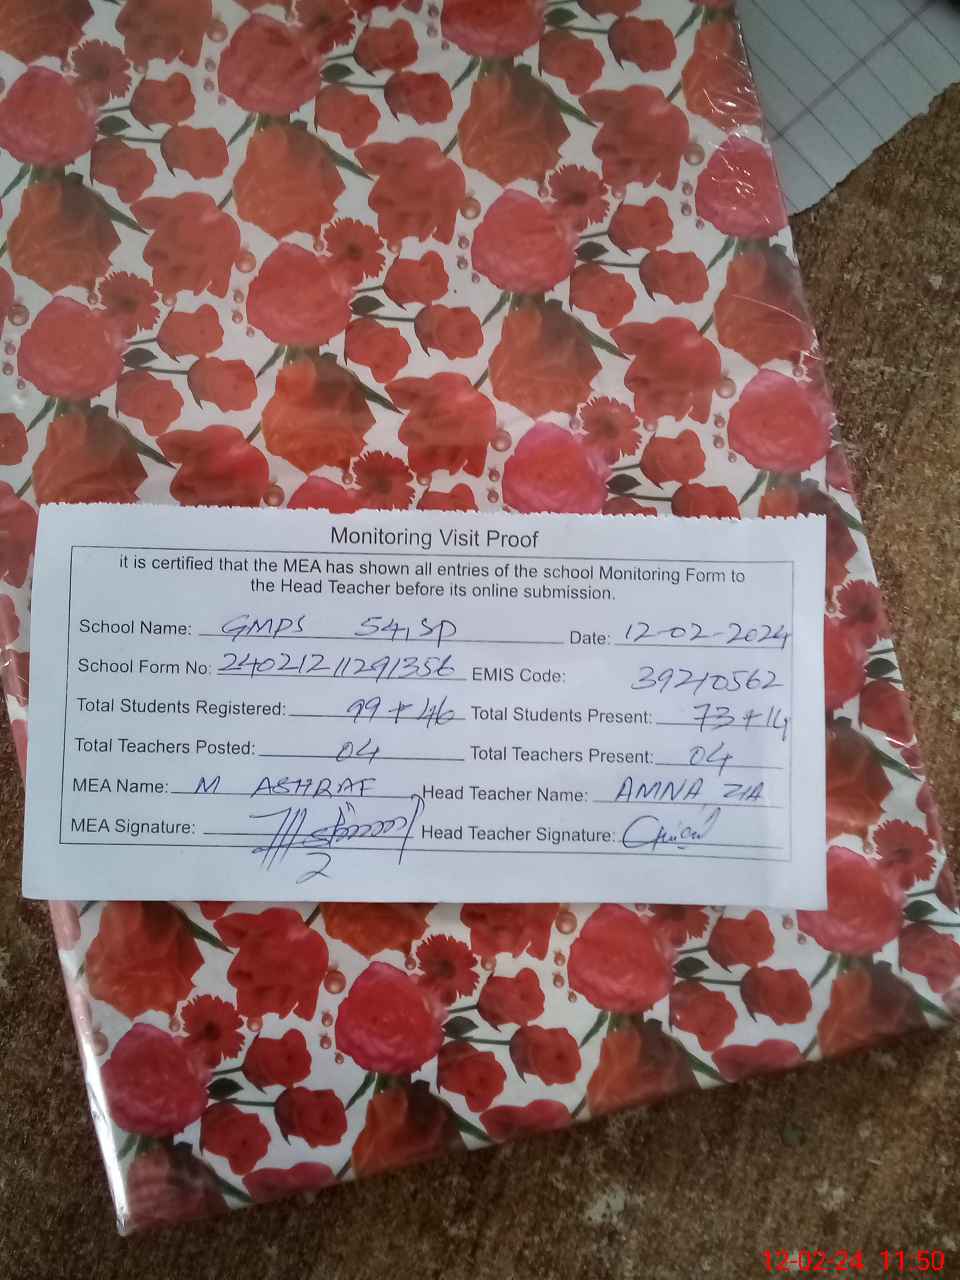 Monitoring Visit Proof
it is certified that the MEA has shown all entries of the school Monitoring Form to
the Head Teacher before its online submission.
School Name: GMPS 54,SP Date: 12-02-2024
School Form No: 24021211291356 EMIS Code: 39210562
Total Students Registered: 99+46 Total Students Present: 73+14
Total Teachers Posted: 04 Total Teachers Present: 04
MEA Name: M ASHRAF Head Teacher Name: AMNA ZIA
MEA Signature: Head Teacher Signature:
2
12-02-24 11:50